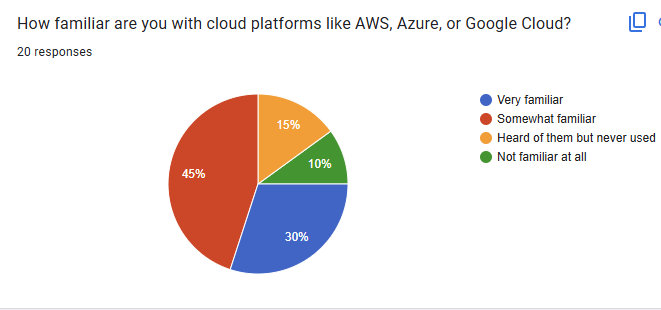 How familiar are you with cloud platforms like AWS, Azure, or Google Cloud?
20 responses
Very familiar
Somewhat familiar
Heard of them but never used
Not familiar at all
15%
10%
45%
30%